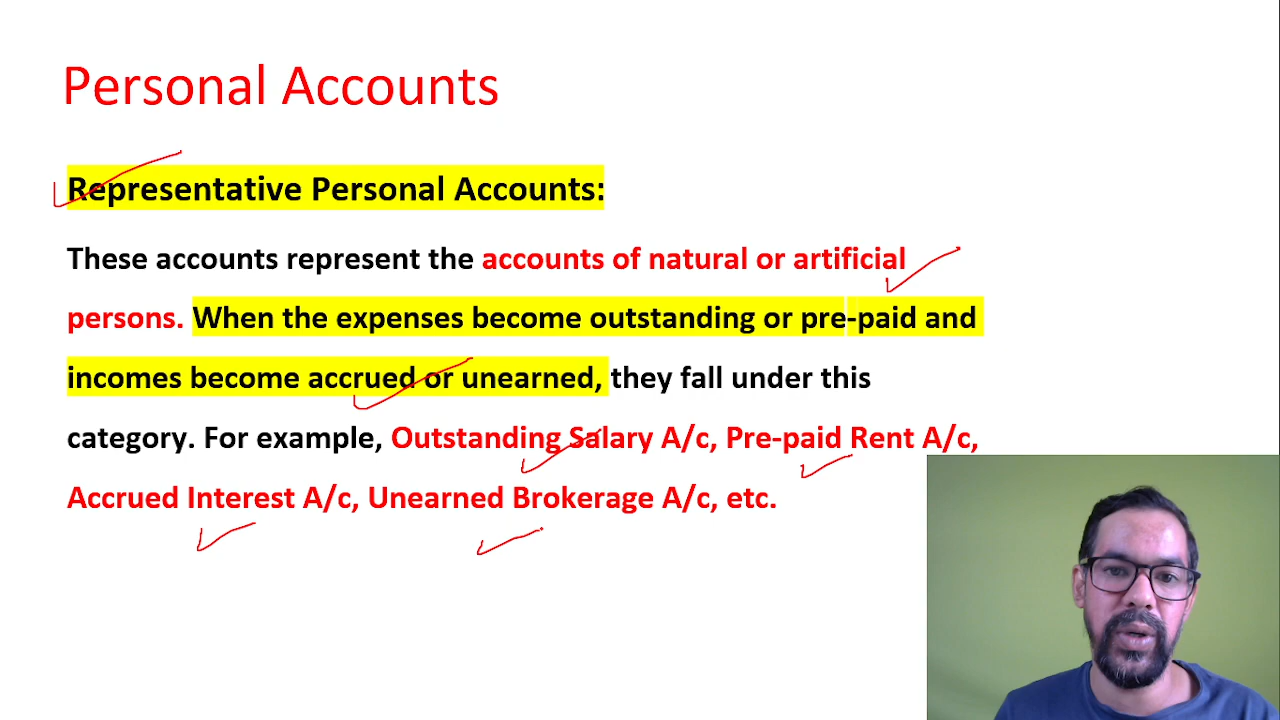 Personal Accounts
Representative Personal Accounts:
These accounts represent the accounts of natural or artificial
persons. When the expenses become outstanding or pre-paid and
incomes become accrued or unearned, they fall under this
category. For example, Outstanding Salary A/c, Pre-paid Rent A/c,
Accrued Interest A/c, Unearned Brokerage A/c, etc.